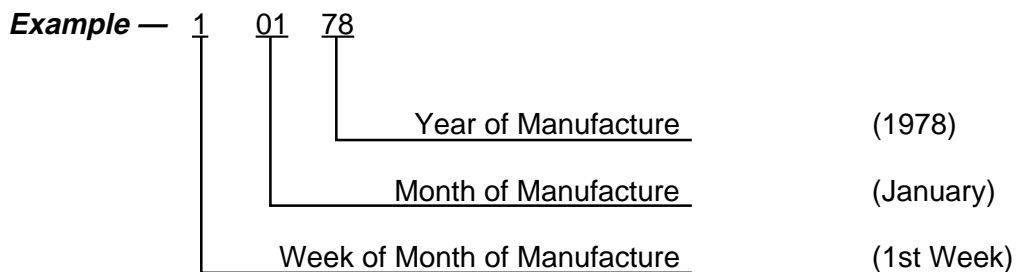 Example — 1 01 78
Year of Manufacture (1978)
Month of Manufacture (January)
Week of Month of Manufacture (1st Week)